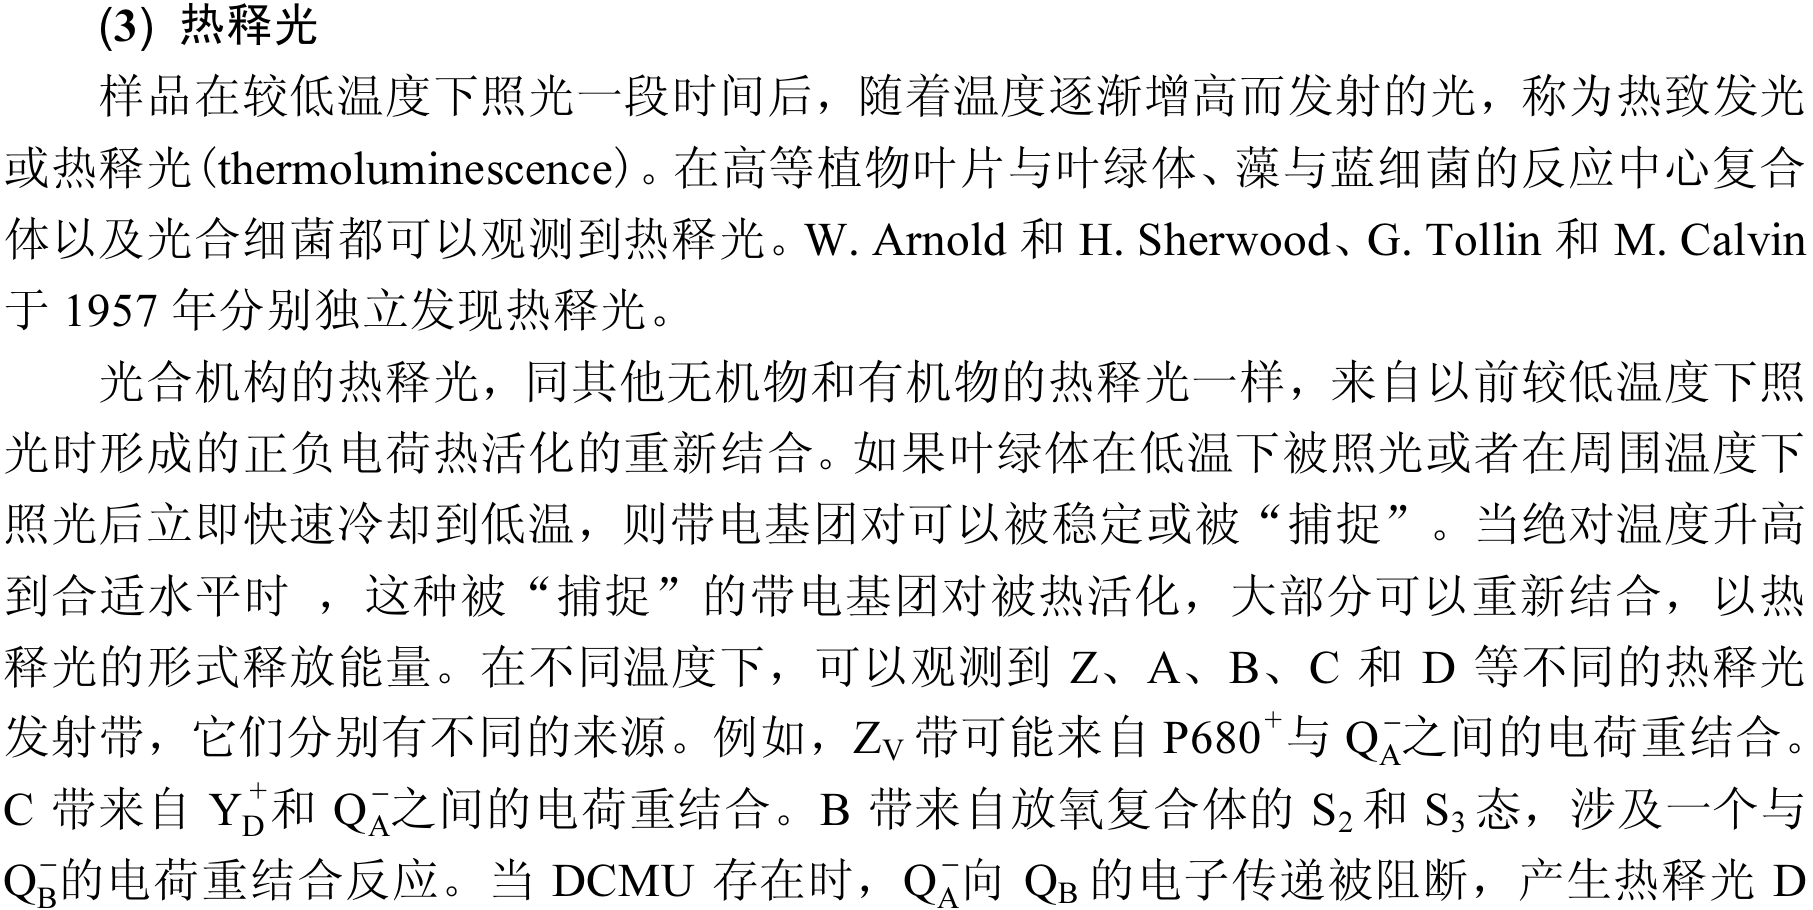 (3) 热释光
样品在较低温度下照光一段时间后，随着温度逐渐增高而发射的光，称为热致发光
或热释光(thermoluminescence)。在高等植物叶片与叶绿体、藻与蓝细菌的反应中心复合
体以及光合细菌都可以观测到热释光。W. Arnold 和 H. Sherwood、G. Tollin 和 M. Calvin
于 1957 年分别独立发现热释光。
光合机构的热释光，同其他无机物和有机物的热释光一样，来自以前较低温度下照
光时形成的正负电荷热活化的重新结合。如果叶绿体在低温下被照光或者在周围温度下
照光后立即快速冷却到低温，则带电基团对可以被稳定或被“捕捉”。当绝对温度升高
到合适水平时 ，这种被“捕捉”的带电基团对被热活化，大部分可以重新结合，以热
释光的形式释放能量。在不同温度下，可以观测到 Z、A、B、C 和 D 等不同的热释光
发射带，它们分别有不同的来源。例如，Z_V 带可能来自 P680⁺与 Q_A⁻之间的电荷重结合。
C 带来自 Y_D⁺和 Q_A⁻之间的电荷重结合。B 带来自放氧复合体的 S₂和 S₃态，涉及一个与
Q_B⁻的电荷重结合反应。当 DCMU 存在时，Q_A⁻向 Q_B的电子传递被阻断，产生热释光 D